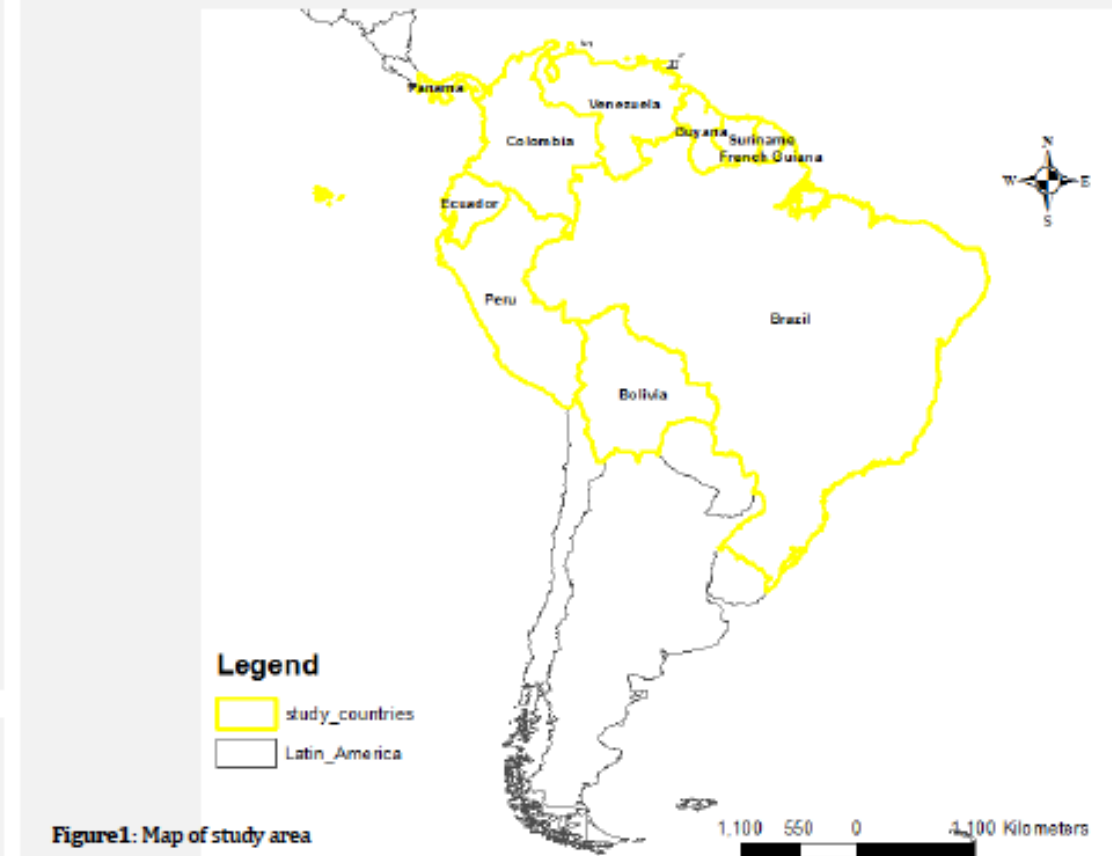 Panama
Venezuela
Colombia
Guyana
Suriname
French Guiana
Ecuador
Peru
Brazil
Bolivia
N
W
E
S
Legend
study_countries
Latin_America
Figure1: Map of study area
1,100 550 0 1,100 Kilometers